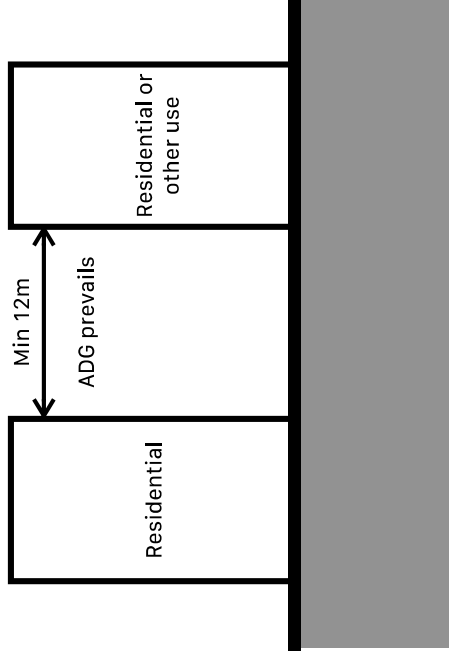 Min 12m
ADG prevails
Residential
Residential or
other use